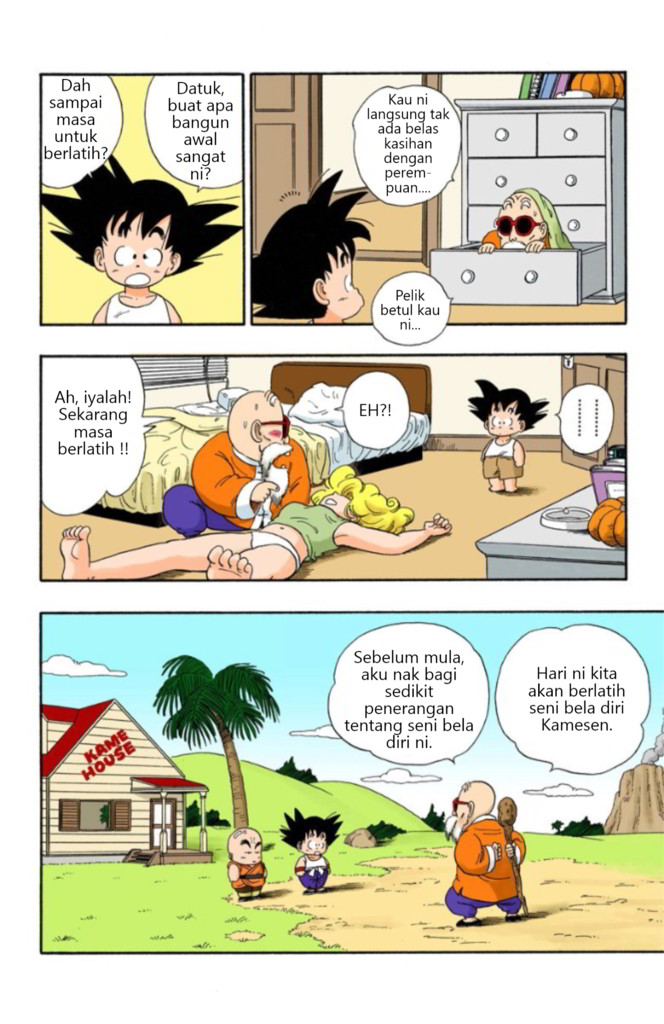 Kau ni
langsung tak
ada belas
kasihan
dengan
perem-
puan....
Pelik
betul kau
ni...
Datuk,
buat apa
bangun
awal
sangat
ni?
Dah
sampai
masa
untuk
berlatih?
EH?!
Ah, iyalah!
Sekarang
masa
berlatih !!
Hari ni kita
akan berlatih
seni bela diri
Kamesen.
Sebelum mula,
aku nak bagi
sedikit
penerangan
tentang seni bela
diri ni.
KAME
HOUSE